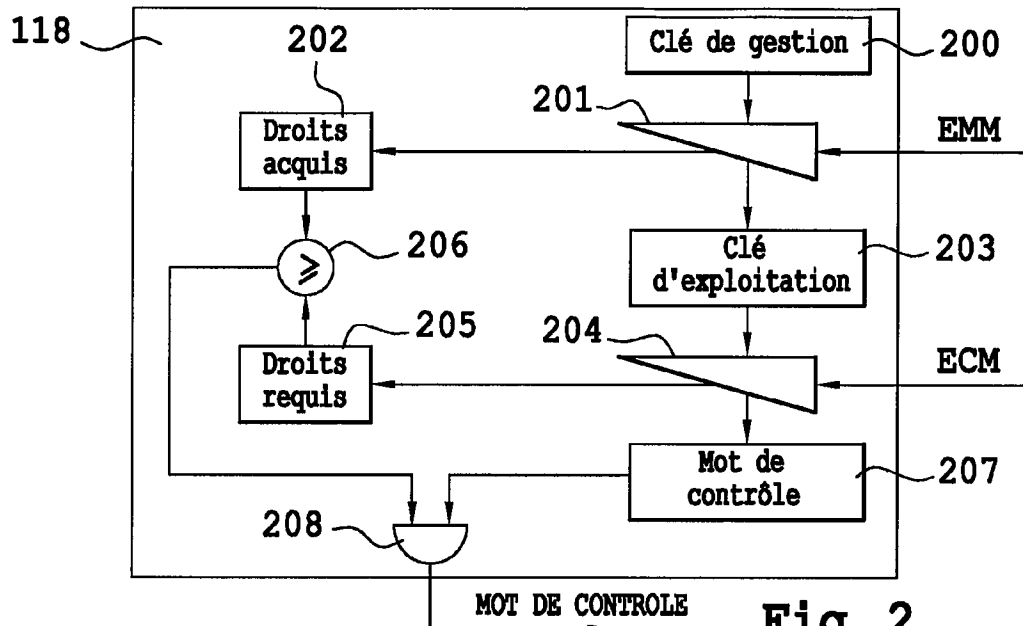 118
202
Clé de gestion
200
201
Droits
acquis
EMM
206
≥
Clé
d'exploitation
203
205
204
Droits
requis
ECM
Mot de
contrôle
207
208
MOT DE CONTROLE
Fig. 2